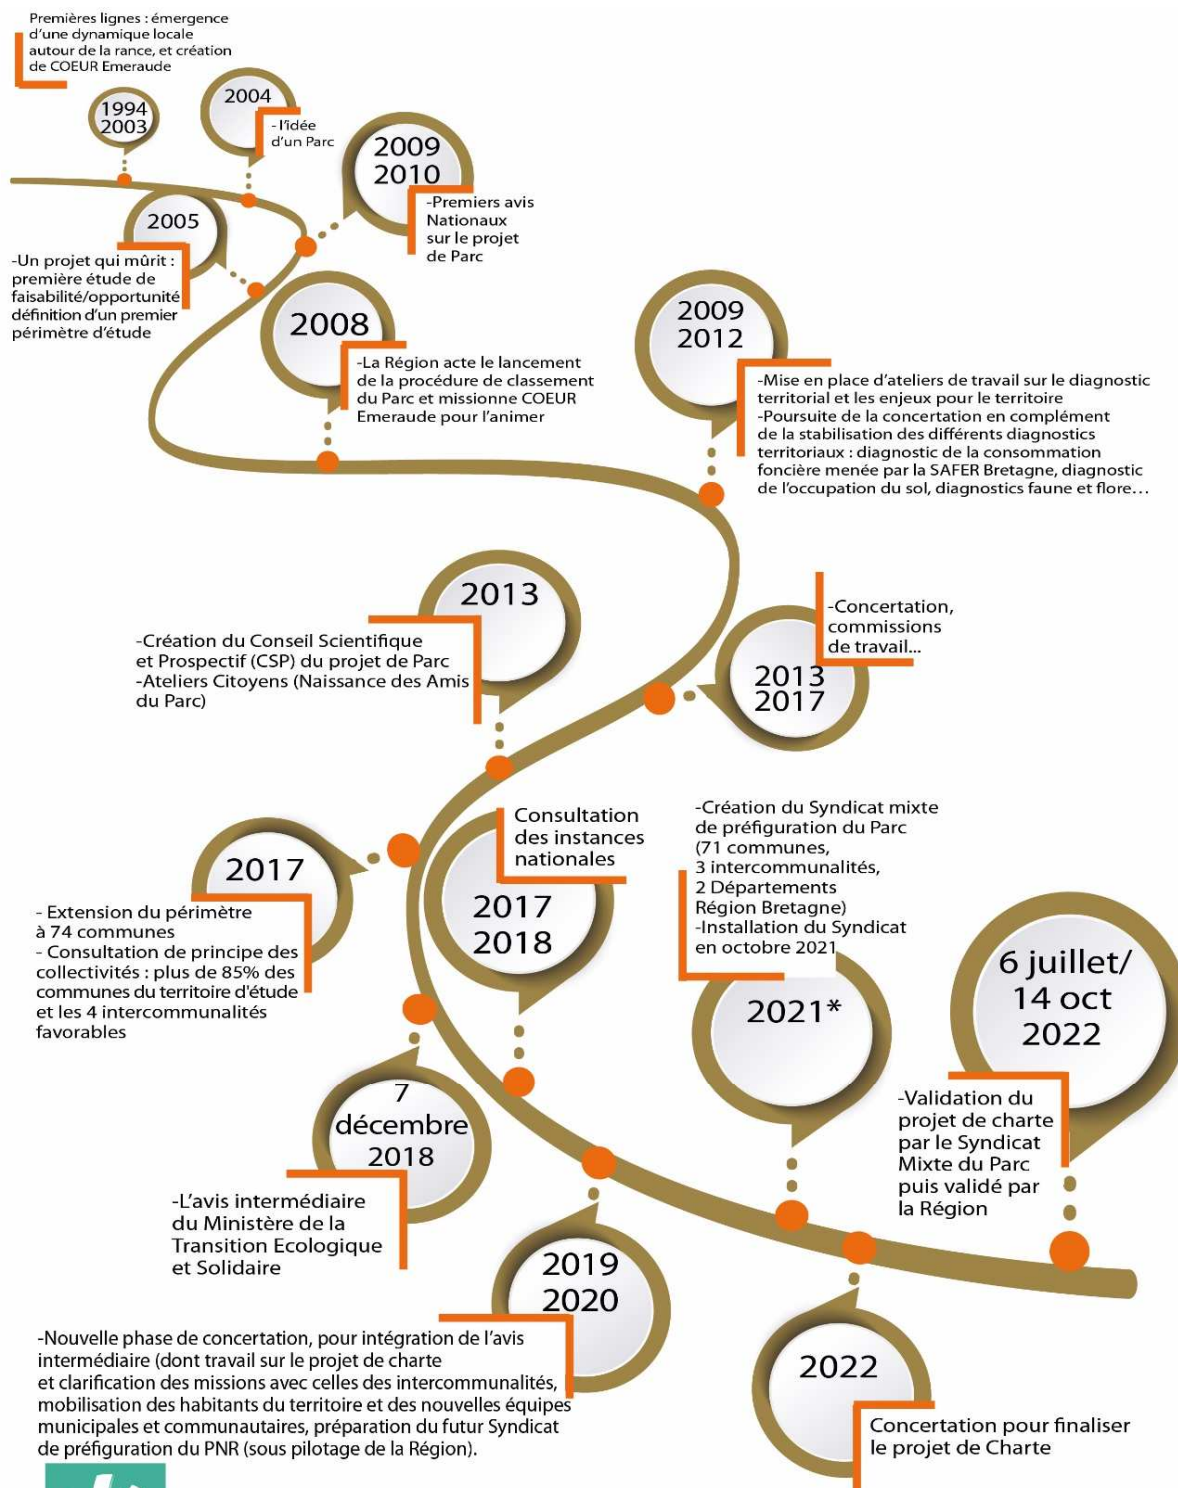 Premières lignes : émergence
d'une dynamique locale
autour de la rance, et création
de COEUR Emeraude
1994
2003
2004
-l'idée
d'un Parc
2005
-Un projet qui mûrit :
première étude de
faisabilité/opportunité
définition d'un premier
périmètre d'étude
2009
2010
-Premiers avis
Nationaux
sur le projet
de Parc
2008
-La Région acte le lancement
de la procédure de classement
du Parc et missionne COEUR
Emeraude pour l'animer
2009
2012
-Mise en place d'ateliers de travail sur le diagnostic
territorial et les enjeux pour le territoire
-Poursuite de la concertation en complément
de la stabilisation des différents diagnostics
territoriaux : diagnostic de la consommation
foncière menée par la SAFER Bretagne, diagnostic
de l'occupation du sol, diagnostics faune et flore...
2013
-Création du Conseil Scientifique
et Prospectif (CSP) du projet de Parc
-Ateliers Citoyens (Naissance des Amis
du Parc)
-Concertation,
commissions
de travail...
2013
2017
2017
- Extension du périmètre
à 74 communes
- Consultation de principe des
collectivités : plus de 85% des
communes du territoire d'étude
et les 4 intercommunalités
favorables
Consultation
des instances
nationales
2017
2018
7
décembre
2018
-L'avis intermédiaire
du Ministère de la
Transition Ecologique
et Solidaire
2019
2020
-Nouvelle phase de concertation, pour intégration de l'avis
intermédiaire (dont travail sur le projet de charte
et clarification des missions avec celles des intercommunalités,
mobilisation des habitants du territoire et des nouvelles équipes
municipales et communautaires, préparation du futur Syndicat
de préfiguration du PNR (sous pilotage de la Région).
-Création du Syndicat mixte
de préfiguration du Parc
(71 communes,
3 intercommunalités,
2 Départements
Région Bretagne)
-Installation du Syndicat
en octobre 2021
2021*
2022
Concertation pour finaliser
le projet de Charte
6 juillet/
14 oct
2022
-Validation du
projet de charte
par le Syndicat
Mixte du Parc
puis validé par
la Région